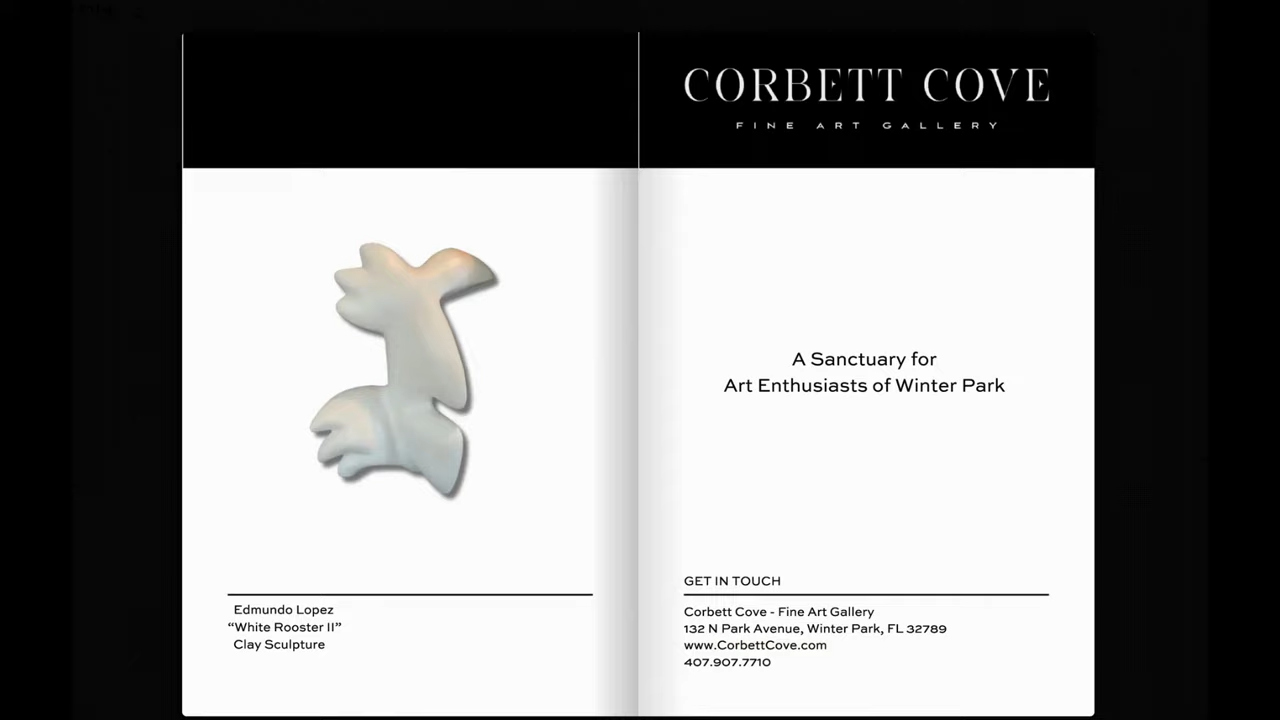 Edmundo Lopez
“White Rooster II”
Clay Sculpture
CORBETT COVE
FINE ART GALLERY
A Sanctuary for
Art Enthusiasts of Winter Park
GET IN TOUCH
Corbett Cove - Fine Art Gallery
132 N Park Avenue, Winter Park, FL 32789
www.CorbettCove.com
407.907.7710